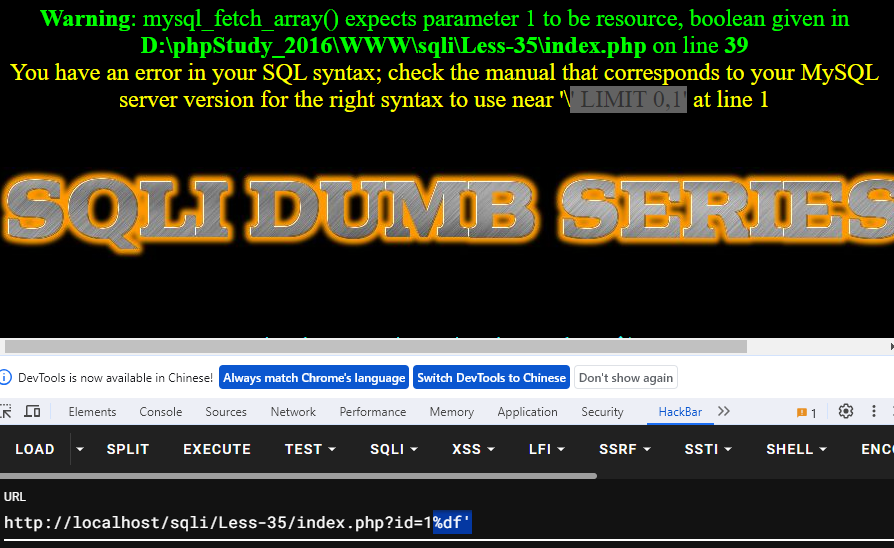 Warning: mysql_fetch_array() expects parameter 1 to be resource, boolean given in
D:\phpStudy_2016\WWW\sqli\Less-35\index.php on line 39
You have an error in your SQL syntax; check the manual that corresponds to your MySQL
server version for the right syntax to use near '\' LIMIT 0,1' at line 1
SQLI DUMB SERIES
DevTools is now available in Chinese! Always match Chrome's language Switch DevTools to Chinese Don't show again
Elements Console Sources Network Performance Memory Application Security HackBar 1
LOAD SPLIT EXECUTE TEST SQLI XSS LFI SSRF SSTI SHELL ENCO
URL
http://localhost/sqli/Less-35/index.php?id=1%df'